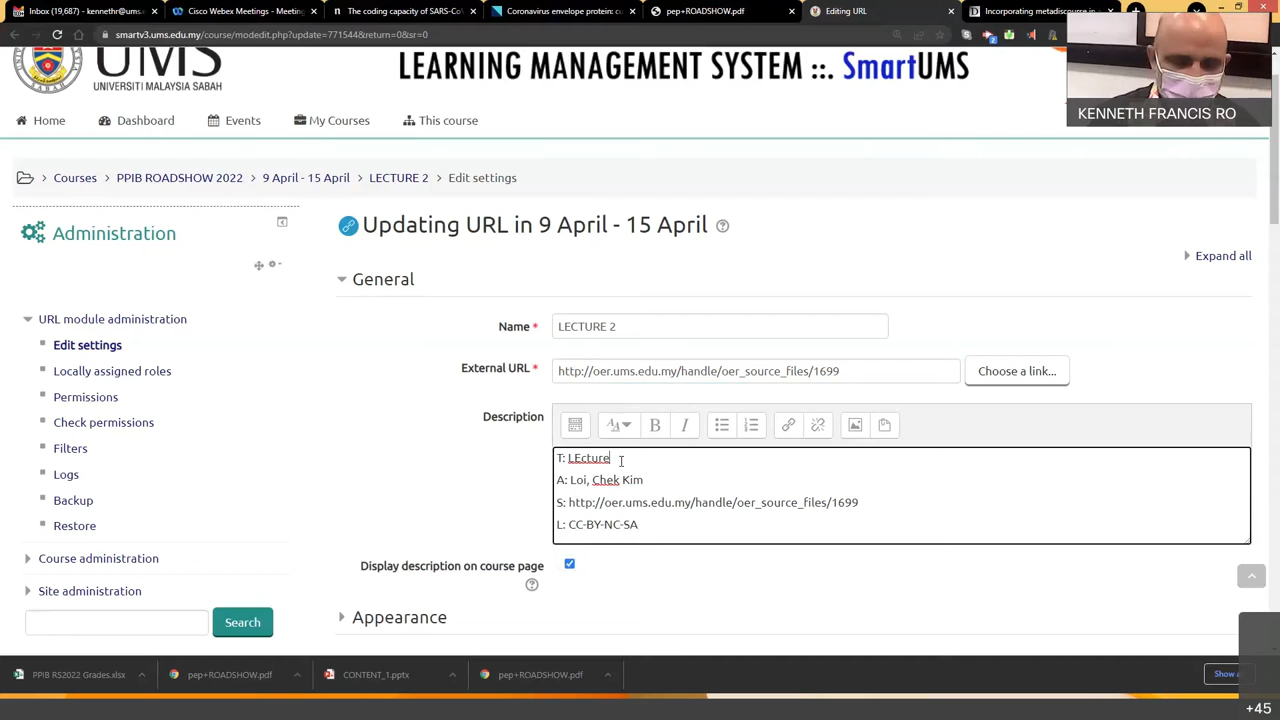 Inbox (19,687) - kennethr@ums.e
Cisco Webex Meetings - Meeting
The coding capacity of SARS-CoV
Coronavirus envelope protein: cu
pep+ROADSHOW.pdf
Editing URL
Incorporating metadiscourse in
smartv3.ums.edu.my/course/modedit.php?update=771544&return=0&sr=0
UMS
UNIVERSITI MALAYSIA SABAH
LEARNING MANAGEMENT SYSTEM ::. SmartUMS
KENNETH FRANCIS RO
Home
Dashboard
Events
My Courses
This course
Courses > PPIB ROADSHOW 2022 > 9 April - 15 April > LECTURE 2 > Edit settings
Administration
Updating URL in 9 April - 15 April
Expand all
General
URL module administration
Edit settings
Locally assigned roles
Permissions
Check permissions
Filters
Logs
Backup
Restore
Course administration
Site administration
Search
Name *
LECTURE 2
External URL *
http://oer.ums.edu.my/handle/oer_source_files/1699
Choose a link...
Description
T: LEcture
A: Loi, Chek Kim
S: http://oer.ums.edu.my/handle/oer_source_files/1699
L: CC-BY-NC-SA
Display description on course page
Appearance
PPIB RS2022 Grades.xlsx
pep+ROADSHOW.pdf
CONTENT_1.pptx
pep+ROADSHOW.pdf
Show a
+45